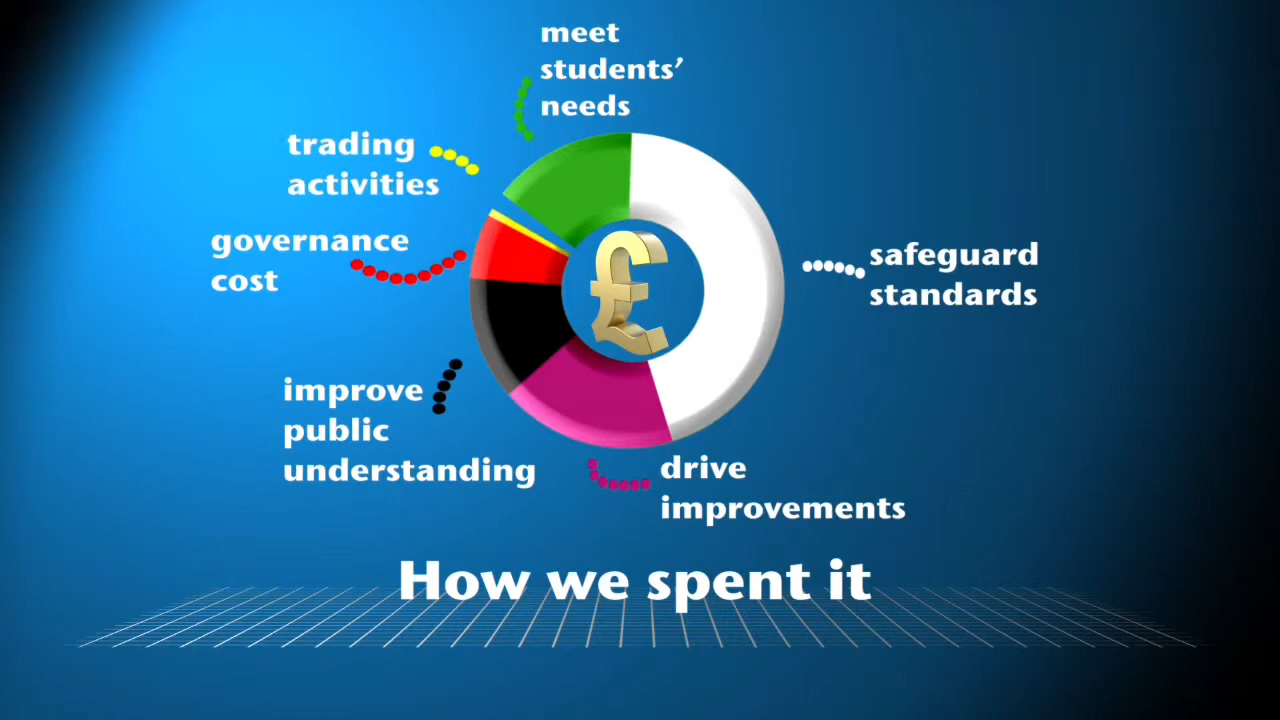 meet
students’
needs
trading
activities
governance
cost
safeguard
standards
£
improve
public
understanding
drive
improvements
How we spent it